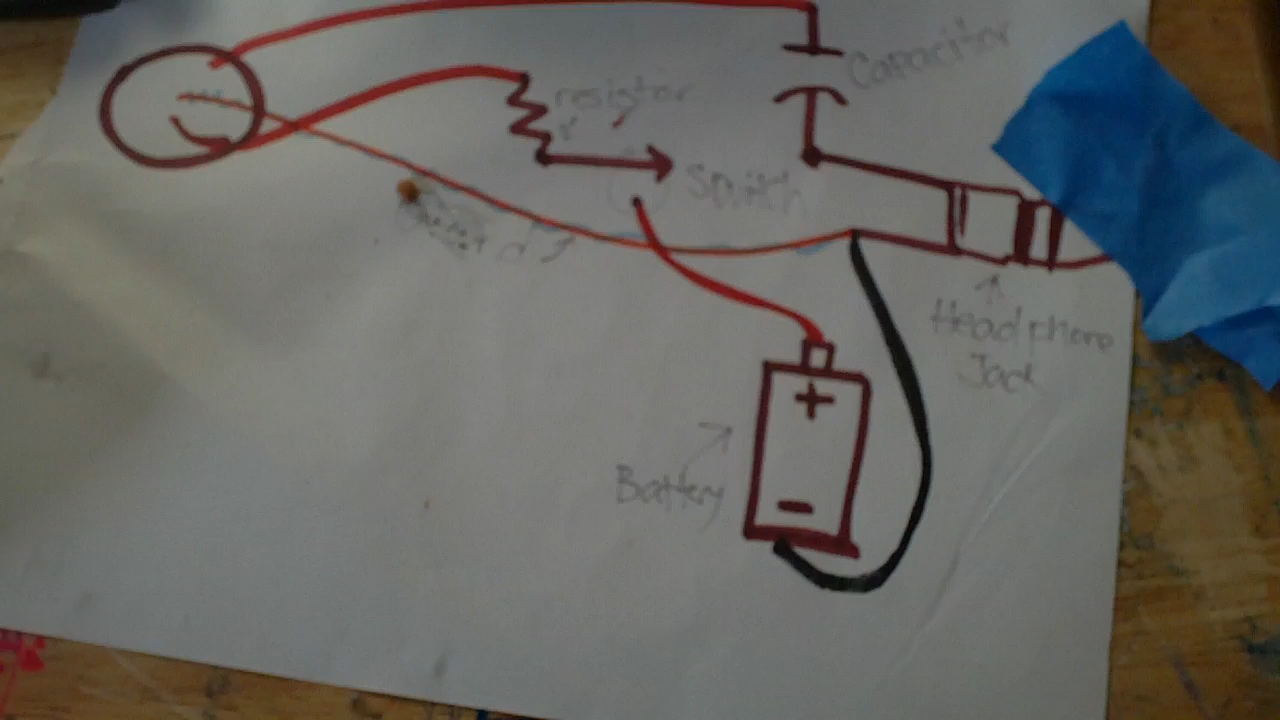 Capacitor
resistor
Switch
Headphone
Jack
+
Battery
-